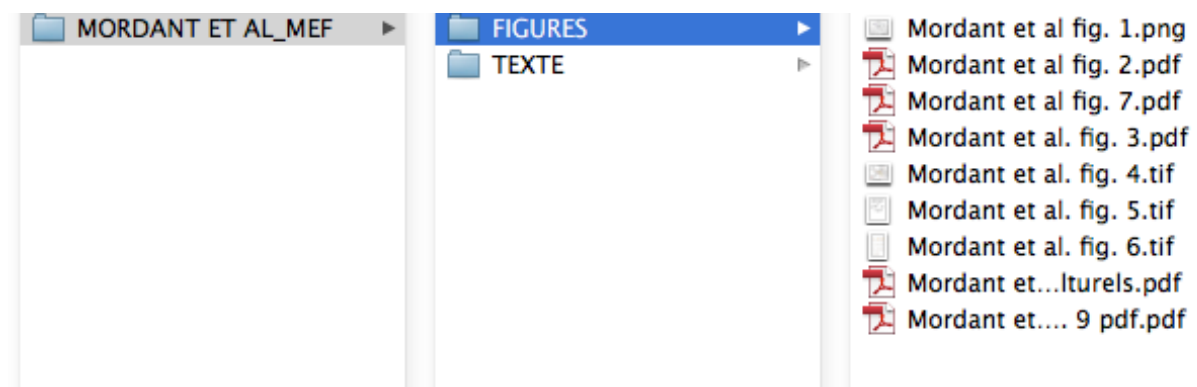 MORDANT ET AL_MEF
FIGURES
TEXTE
Mordant et al fig. 1.png
Mordant et al fig. 2.pdf
Mordant et al fig. 7.pdf
Mordant et al. fig. 3.pdf
Mordant et al. fig. 4.tif
Mordant et al. fig. 5.tif
Mordant et al. fig. 6.tif
Mordant et...lturels.pdf
Mordant et.... 9 pdf.pdf